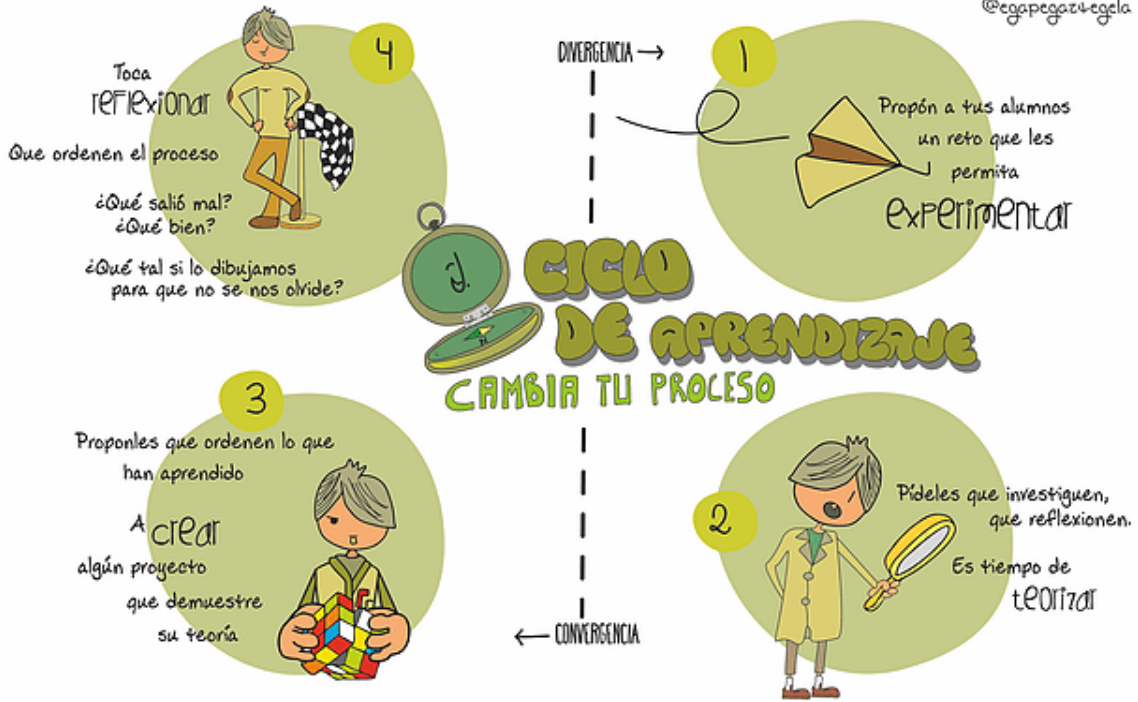 @egapegaz4egela
DIVERGENCIA
1
Propón a tus alumnos
un reto que les
permita
experimentar
4
Toca
reflexionar
Que ordenen el proceso
¿Qué salió mal?
¿Qué bien?
¿Qué tal si lo dibujamos
para que no se nos olvide?
CICLO
DE APRENDIZAJE
CAMBIA TU PROCESO
3
Proponles que ordenen lo que
han aprendido
A crear
algún proyecto
que demuestre
su teoría
2
Pídeles que investiguen,
que reflexionen.
Es tiempo de
teorizar
CONVERGENCIA